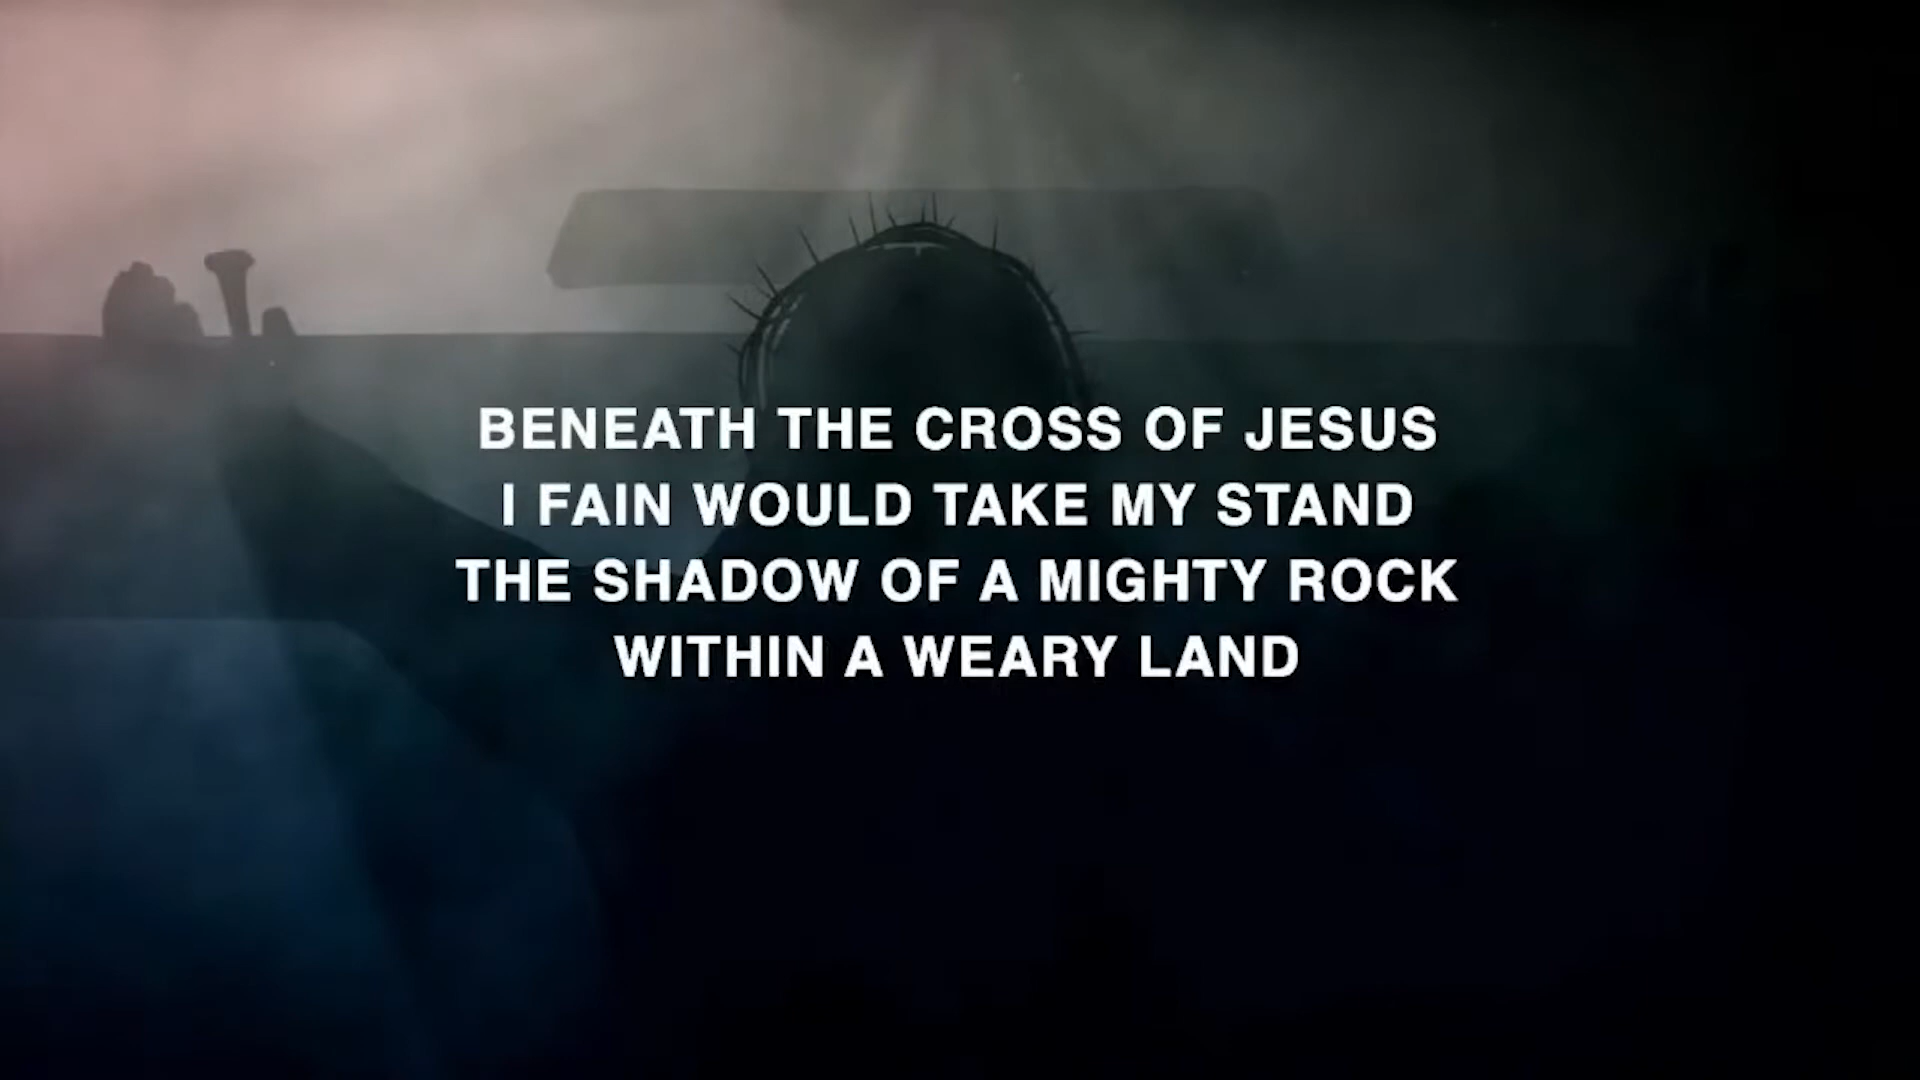 BENEATH THE CROSS OF JESUS
I FAIN WOULD TAKE MY STAND
THE SHADOW OF A MIGHTY ROCK
WITHIN A WEARY LAND